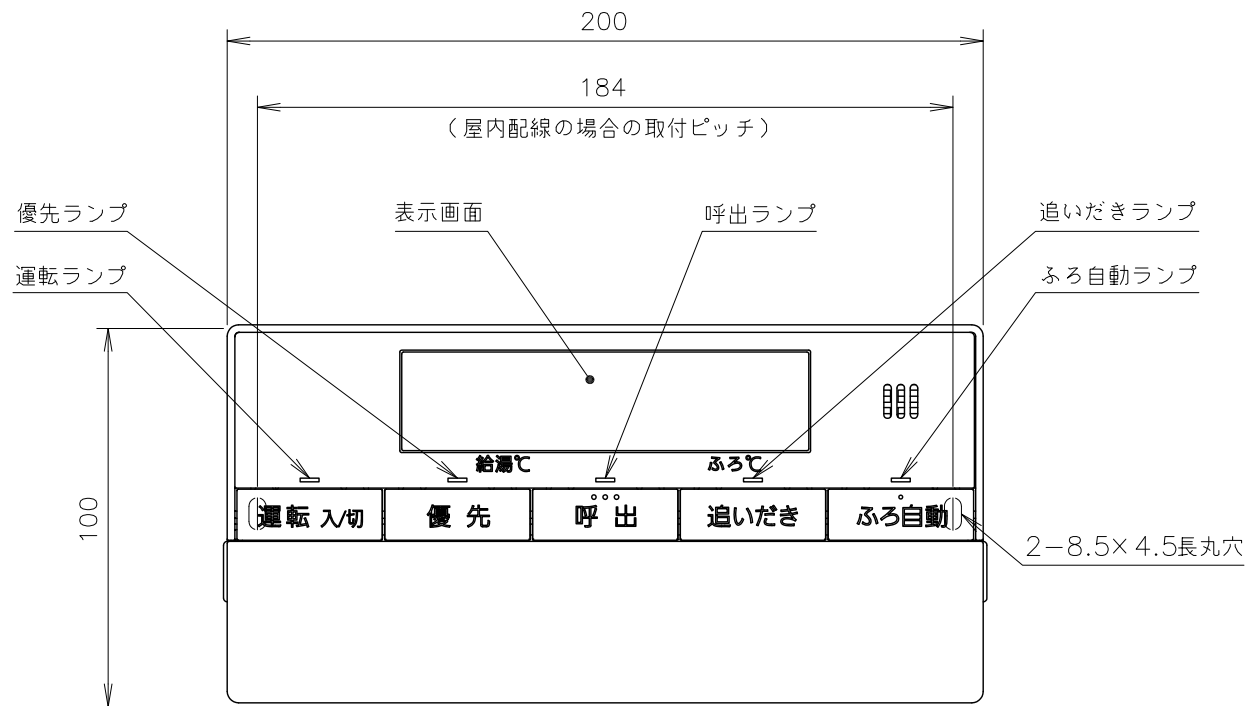 200
184
(屋内配線の場合の取付ピッチ)
優先ランプ
表示画面
呼出ランプ
追いだきランプ
運転ランプ
ふろ自動ランプ
100
給湯℃
ふろ℃
運転 入/切
優先
呼出
追いだき
ふろ自動
2-8.5×4.5長丸穴